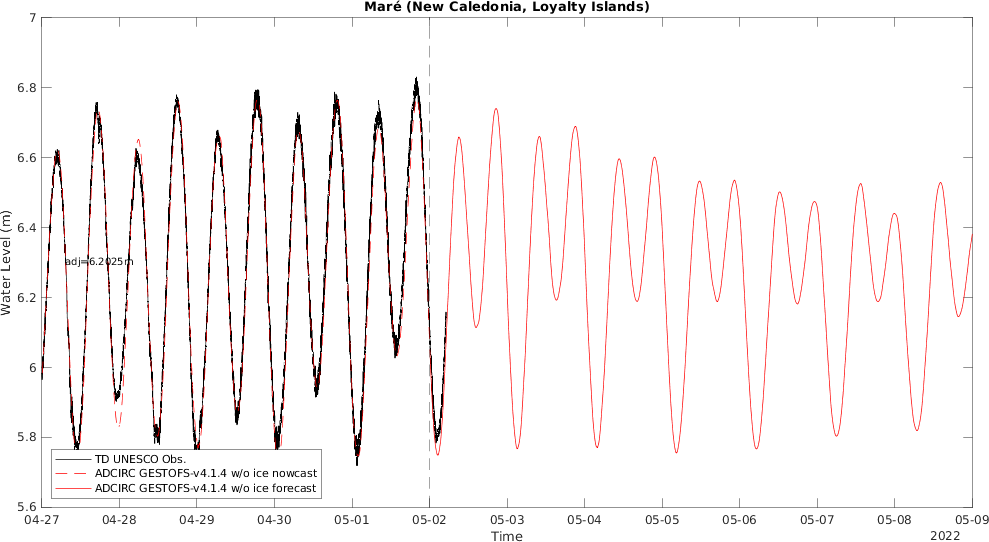 Maré (New Caledonia, Loyalty Islands)
Water Level (m)
7
6.8
6.6
6.4
6.2
6
5.8
5.6
adj=6.2025m
TD UNESCO Obs.
ADCIRC GESTOFS-v4.1.4 w/o ice nowcast
ADCIRC GESTOFS-v4.1.4 w/o ice forecast
04-27 04-28 04-29 04-30 05-01 05-02 05-03 05-04 05-05 05-06 05-07 05-08 05-09
Time
2022